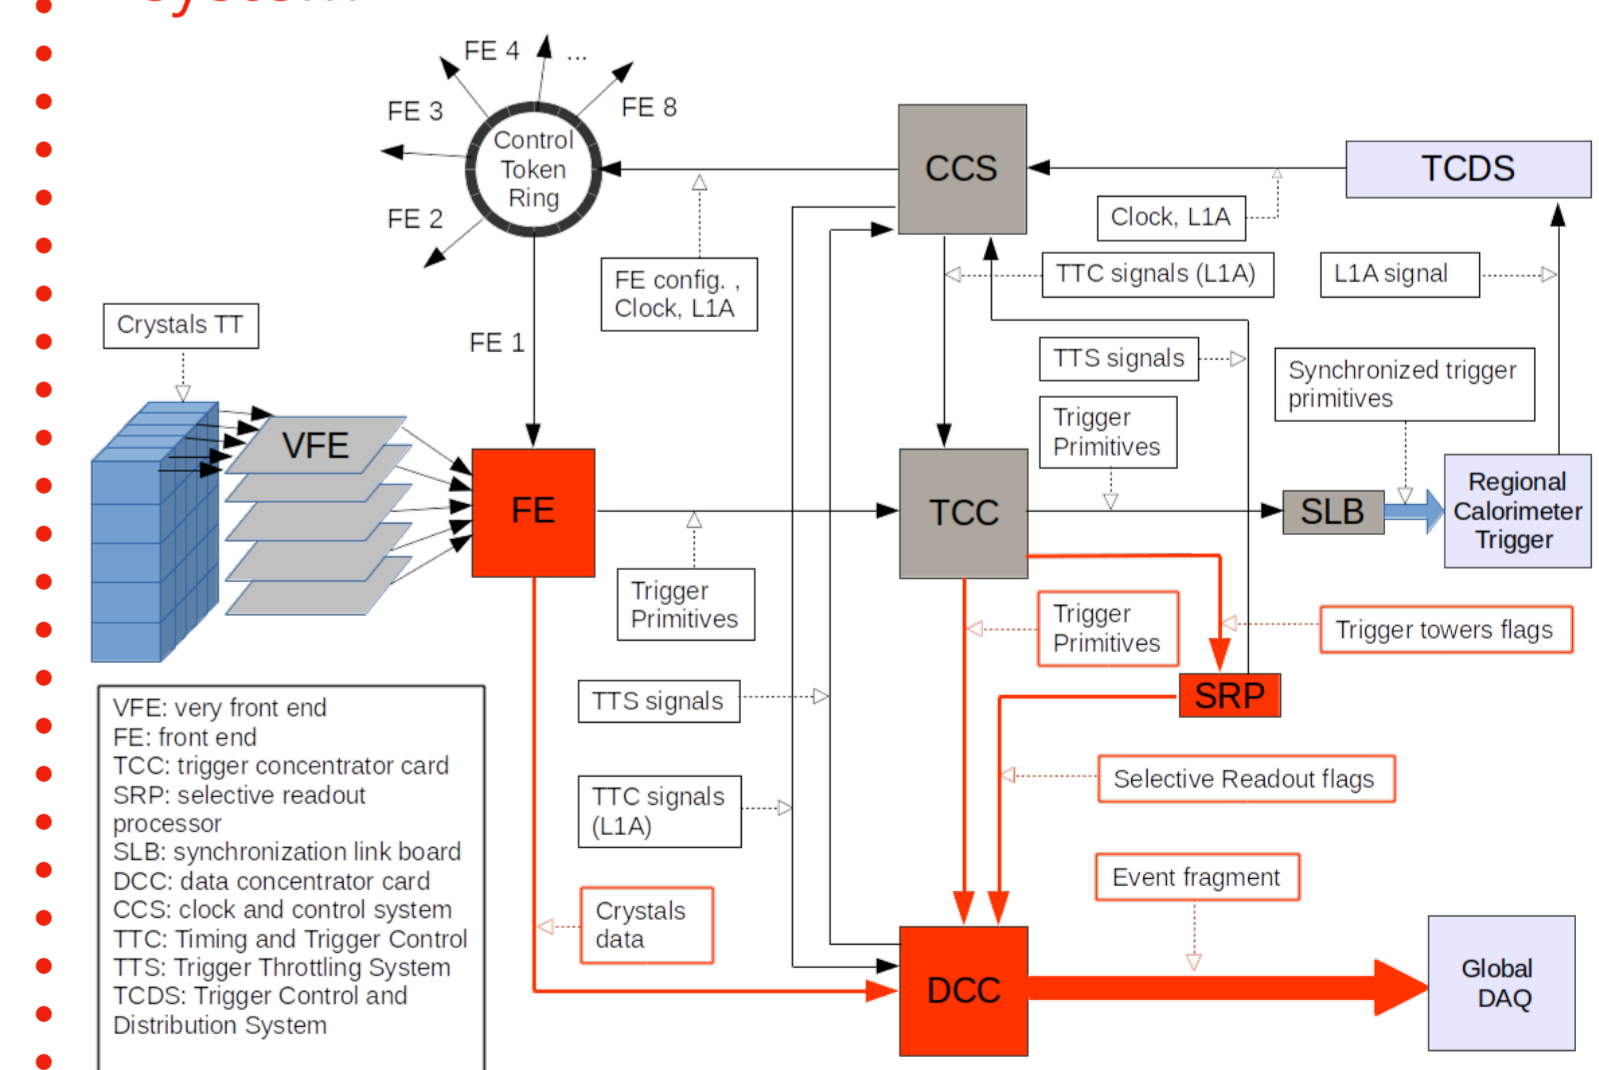 system
FE 4
...
FE 3
FE 8
Control
Token
Ring
FE 2
CCS
TCDS
Clock, L1A
FE config. ,
Clock, L1A
TTC signals (L1A)
L1A signal
Crystals TT
FE 1
TTS signals
Synchronized trigger
primitives
Trigger
Primitives
VFE
FE
TCC
SLB
Regional
Calorimeter
Trigger
Trigger
Primitives
Trigger
Primitives
Trigger towers flags
SRP
TTS signals
Selective Readout flags
TTC signals
(L1A)
Event fragment
Crystals
data
DCC
Global
DAQ
VFE: very front end
FE: front end
TCC: trigger concentrator card
SRP: selective readout
processor
SLB: synchronization link board
DCC: data concentrator card
CCS: clock and control system
TTC: Timing and Trigger Control
TTS: Trigger Throttling System
TCDS: Trigger Control and
Distribution System